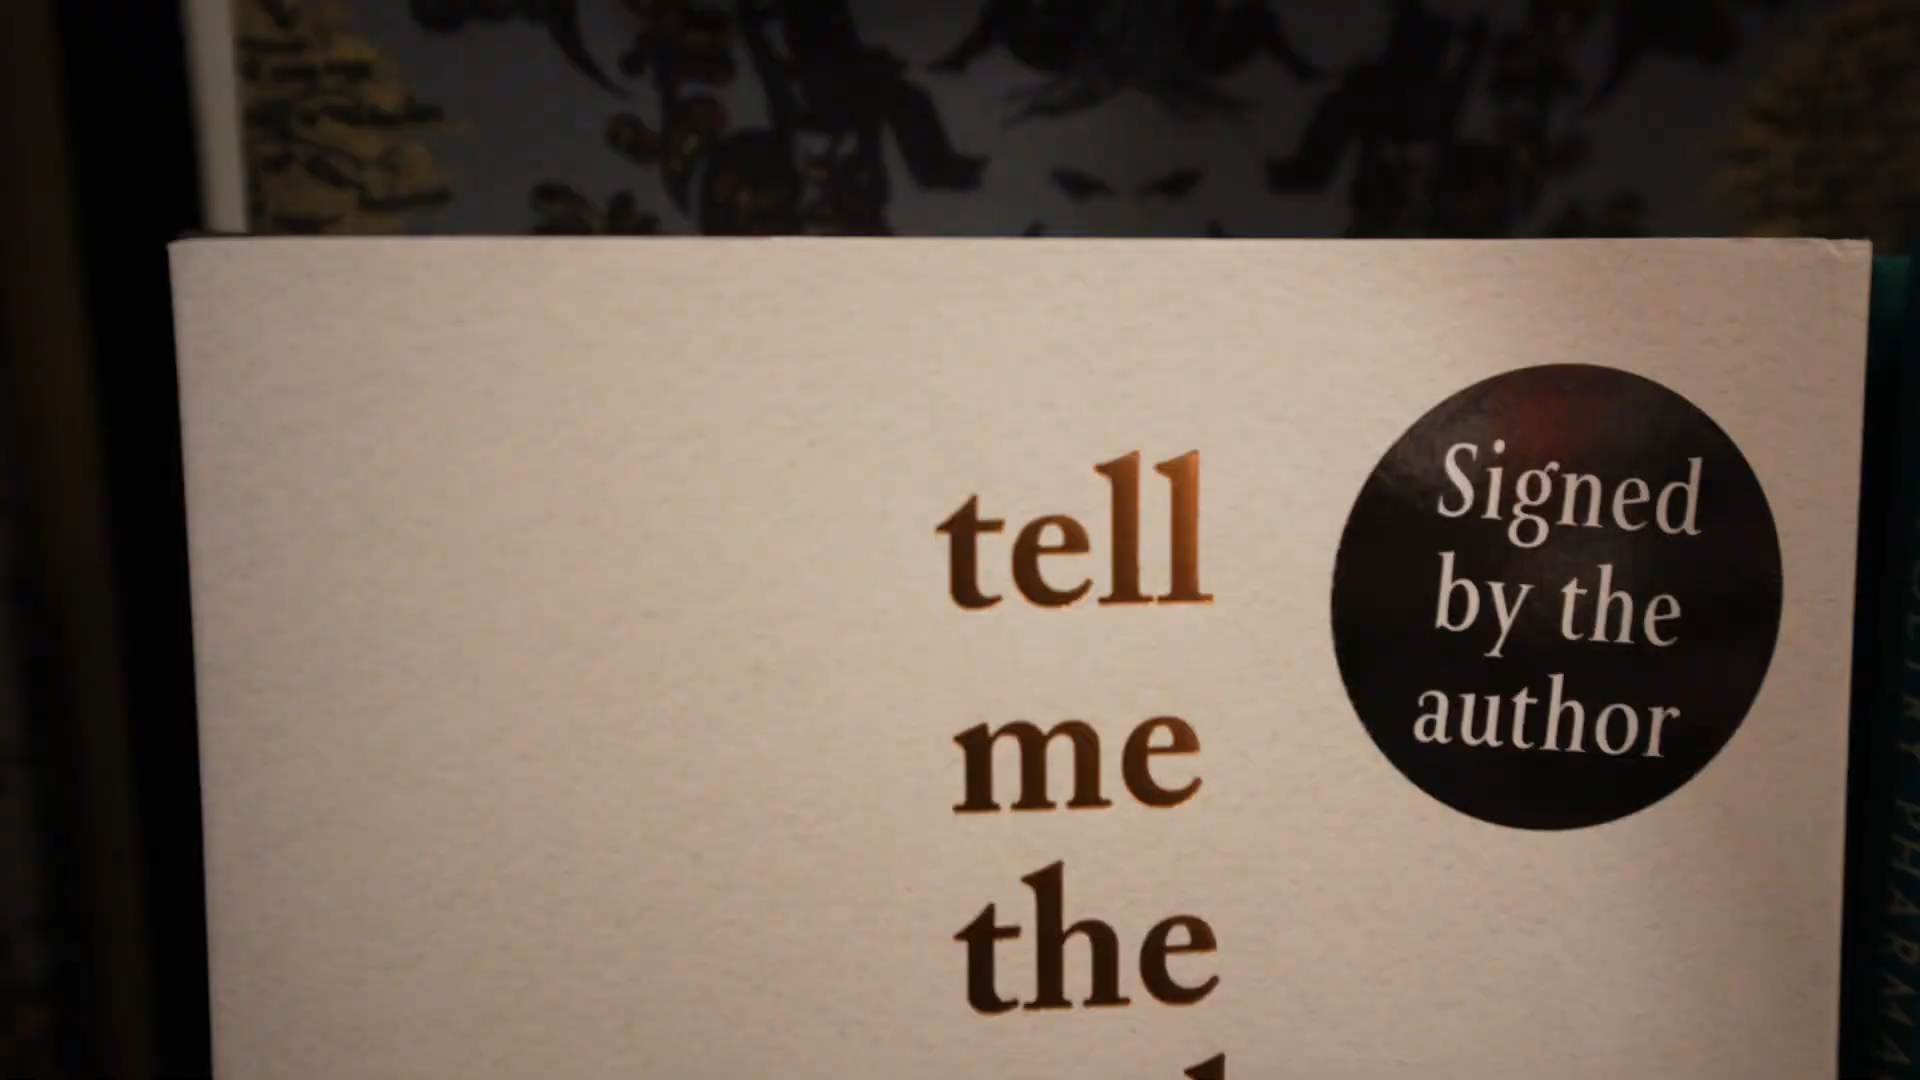 tell
me
the
Signed
by the
author